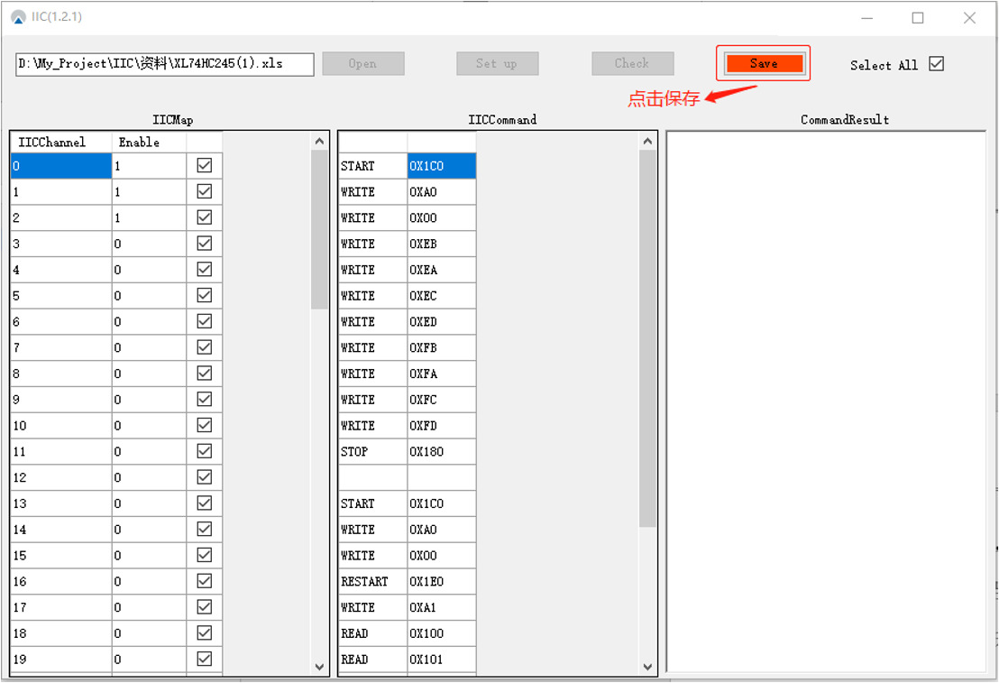 IIC(1.2.1)
D:\My_Project\IIC\资料\XL74HC245(1).xls Open Set up Check Save Select All
点击保存
IICMap IICCommand CommandResult
IICChannel Enable
0 1 START 0X1C0
1 1 WRITE 0XA0
2 1 WRITE 0X00
3 0 WRITE 0XEB
4 0 WRITE 0XEA
5 0 WRITE 0XEC
6 0 WRITE 0XED
7 0 WRITE 0XFB
8 0 WRITE 0XFA
9 0 WRITE 0XFC
10 0 WRITE 0XFD
11 0 STOP 0X180
12 0
13 0 START 0X1C0
14 0 WRITE 0XA0
15 0 WRITE 0X00
16 0 RESTART 0X1E0
17 0 WRITE 0XA1
18 0 READ 0X100
19 0 READ 0X101